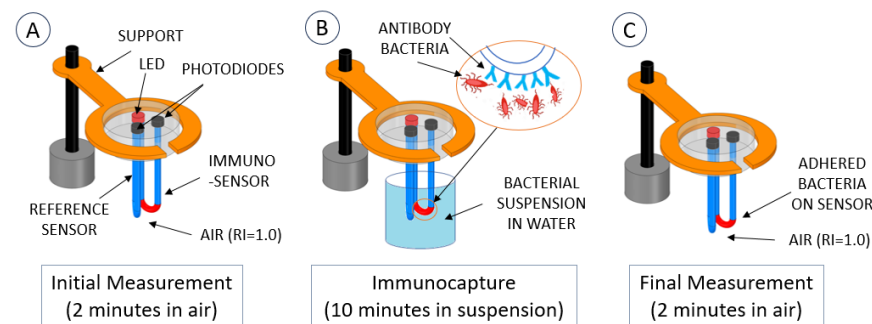 A
SUPPORT
LED
PHOTODIODES
IMMUNO
-SENSOR
REFERENCE
SENSOR
AIR (RI=1.0)
Initial Measurement
(2 minutes in air)
B
ANTIBODY
BACTERIA
BACTERIAL
SUSPENSION
IN WATER
Immunocapture
(10 minutes in suspension)
C
ADHERED
BACTERIA
ON SENSOR
AIR (RI=1.0)
Final Measurement
(2 minutes in air)